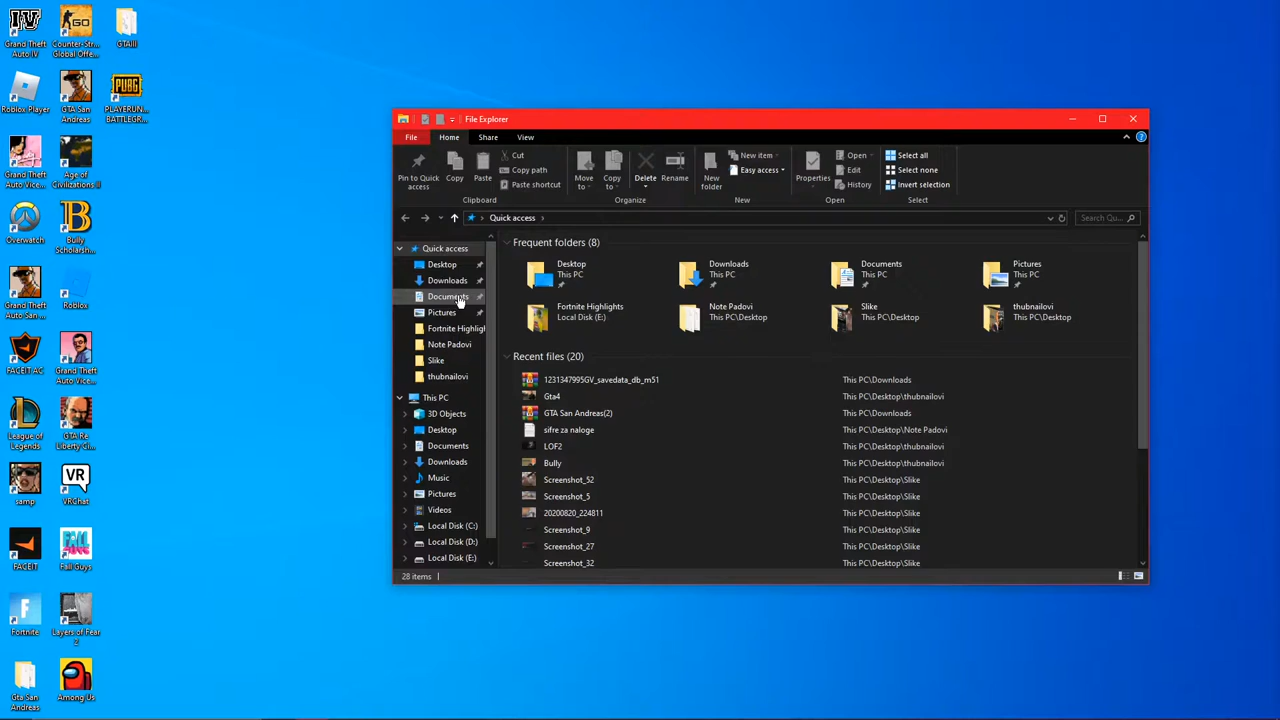 Grand Theft
Auto IV
Counter-Str...
Global Offe...
GTAIII
Roblox Player
GTA San
Andreas
PUBG
PLAYERUN...
BATTLEGR...
Grand Theft
Auto Vice...
Age of
Civilizations II
Overwatch
Bully
Scholarsh...
Grand Theft
Auto San ...
Roblox
FACEIT AC
Grand Theft
Auto Vice...
League of
Legends
GTA Re
Liberty Ci...
samp
VR
VRChat
FACEIT
Fall Guys
Fortnite
Layers of Fear
2
Gta San
Andreas
Among Us
File Explorer
File
Home
Share
View
Pin to Quick
access
Copy
Paste
Cut
Copy path
Paste shortcut
Clipboard
Move
to
Copy
to
Delete
Rename
Organize
New
folder
New item
Easy access
New
Properties
Open
Edit
History
Open
Select all
Select none
Invert selection
Select
Quick access
Search Qu...
Quick access
Desktop
Downloads
Documents
Pictures
Fortnite Highligh
Note Padovi
Slike
thubnailovi
This PC
3D Objects
Desktop
Documents
Downloads
Music
Pictures
Videos
Local Disk (C:)
Local Disk (D:)
Local Disk (E:)
Frequent folders (8)
Desktop
This PC
Downloads
This PC
Documents
This PC
Pictures
This PC
Fortnite Highlights
Local Disk (E:)
Note Padovi
This PC\Desktop
Slike
This PC\Desktop
thubnailovi
This PC\Desktop
Recent files (20)
1231347995GV_savedata_db_m51 This PC\Downloads
Gta4 This PC\Desktop\thubnailovi
GTA San Andreas(2) This PC\Downloads
sifre za naloge This PC\Desktop\Note Padovi
LOF2 This PC\Desktop\thubnailovi
Bully This PC\Desktop\thubnailovi
Screenshot_52 This PC\Desktop\Slike
Screenshot_5 This PC\Desktop\Slike
20200820_224811 This PC\Desktop\Slike
Screenshot_9 This PC\Desktop\Slike
Screenshot_27 This PC\Desktop\Slike
Screenshot_32 This PC\Desktop\Slike
28 items